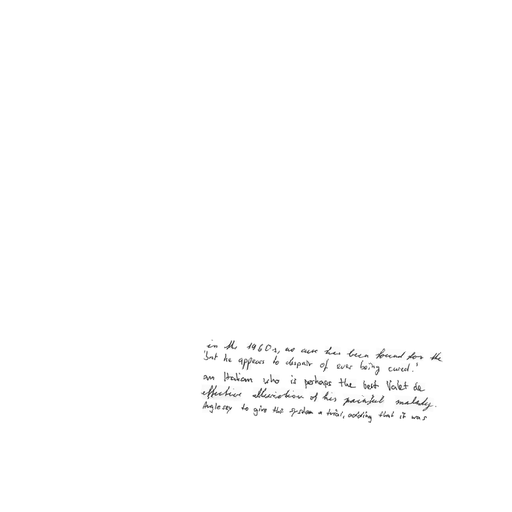 in the 1960s, no cure has been found for the
'but he appears to despair of ever being cured.'
an Italian who is perhaps the best Valet de
effective alleviation of his painful malady.
Anglesey to give the system a trial, adding that it was